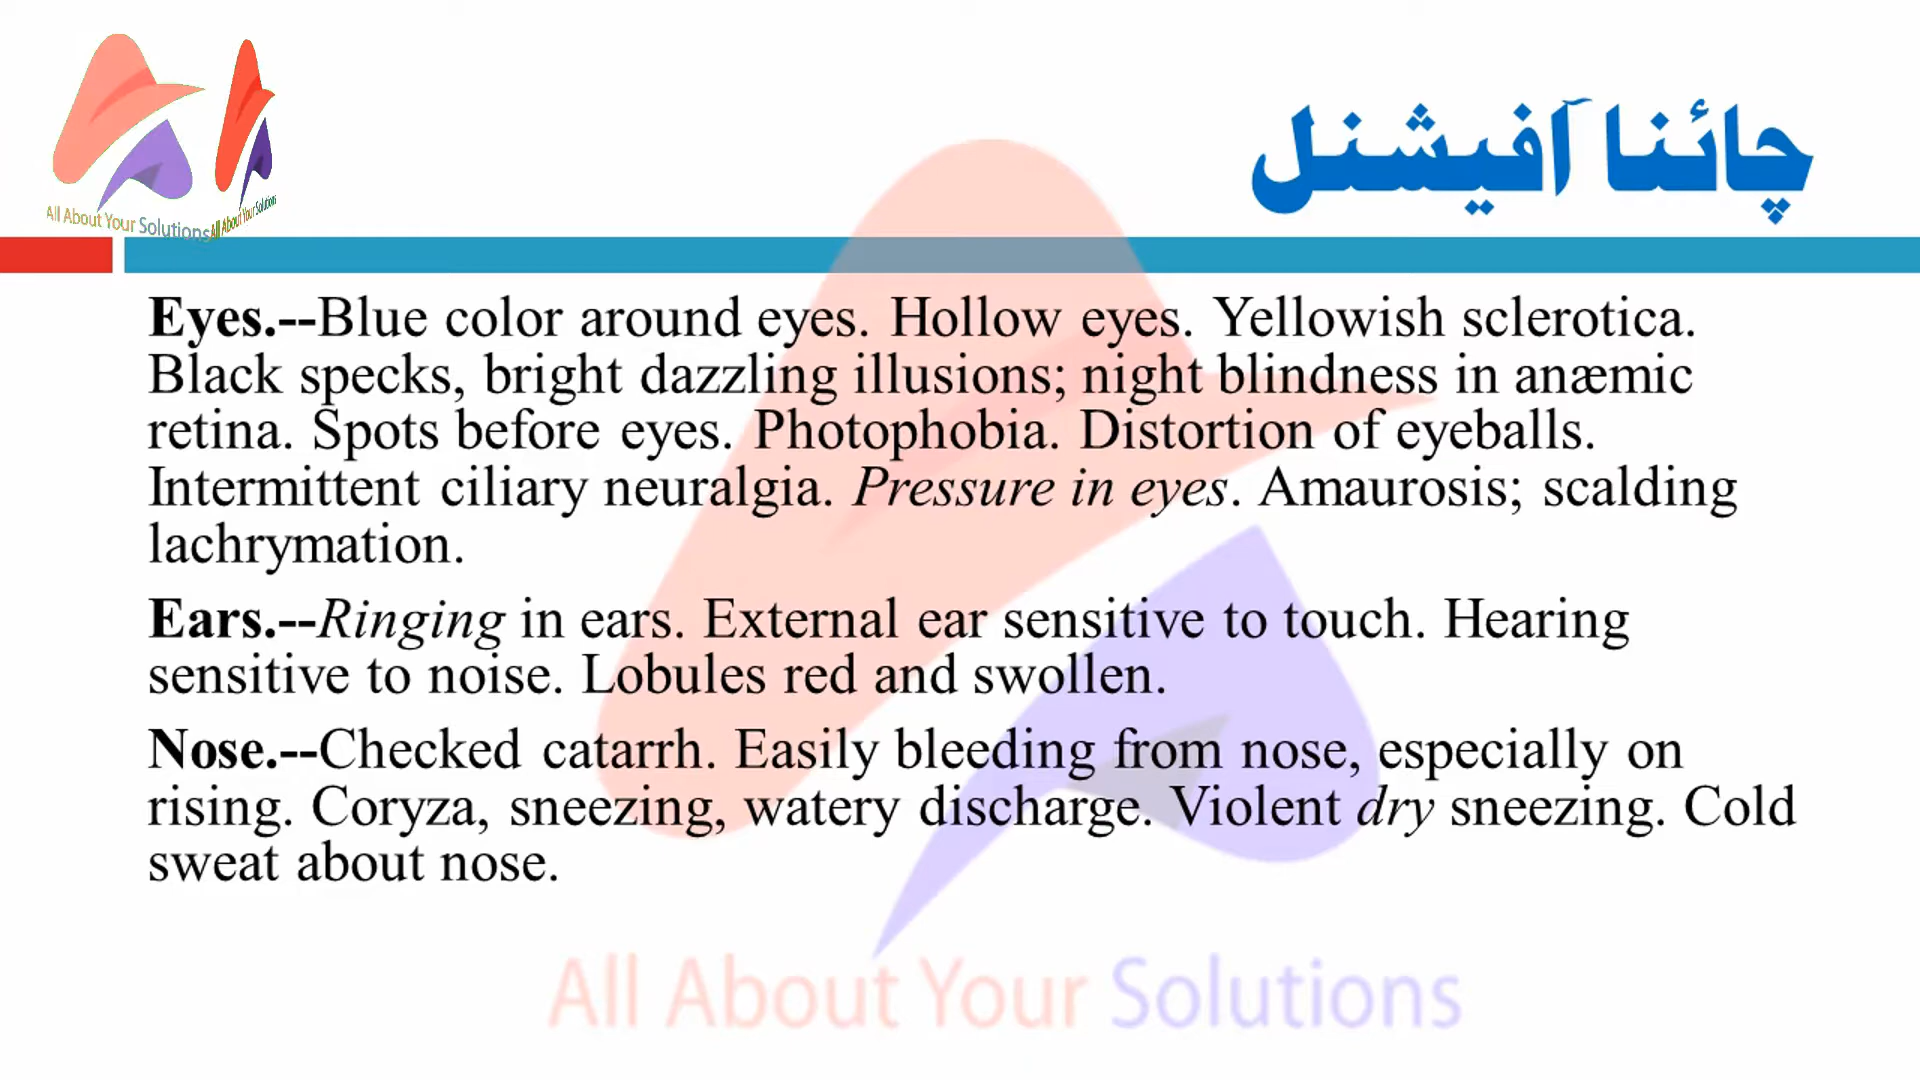 All About Your Solutions
All About Your Solutions
چائنا آفیشنل
Eyes.--Blue color around eyes. Hollow eyes. Yellowish sclerotica.
Black specks, bright dazzling illusions; night blindness in anæmic
retina. Spots before eyes. Photophobia. Distortion of eyeballs.
Intermittent ciliary neuralgia. Pressure in eyes. Amaurosis; scalding
lachrymation.
Ears.--Ringing in ears. External ear sensitive to touch. Hearing
sensitive to noise. Lobules red and swollen.
Nose.--Checked catarrh. Easily bleeding from nose, especially on
rising. Coryza, sneezing, watery discharge. Violent dry sneezing. Cold
sweat about nose.
All About Your Solutions